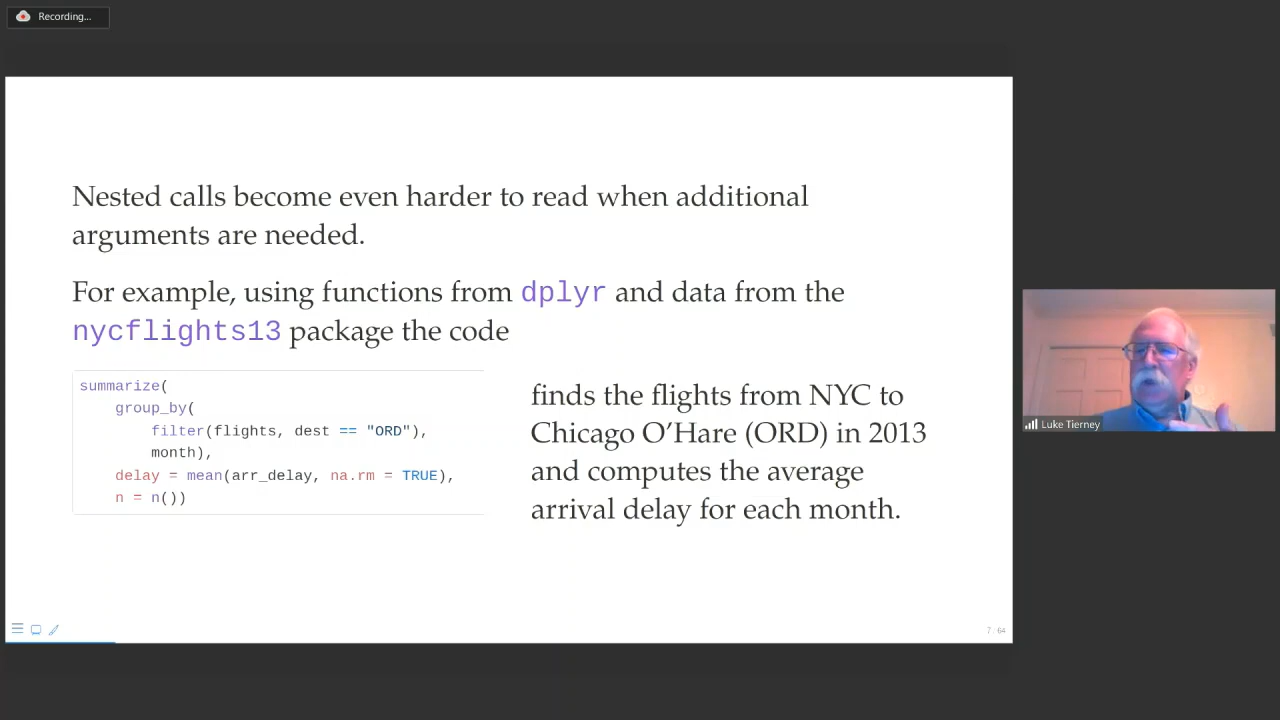 Recording...
Nested calls become even harder to read when additional
arguments are needed.
For example, using functions from dplyr and data from the
nycflights13 package the code
summarize(
    group_by(
        filter(flights, dest == "ORD"),
        month),
    delay = mean(arr_delay, na.rm = TRUE),
    n = n())
finds the flights from NYC to
Chicago O’Hare (ORD) in 2013
and computes the average
arrival delay for each month.
Luke Tierney
7 / 64